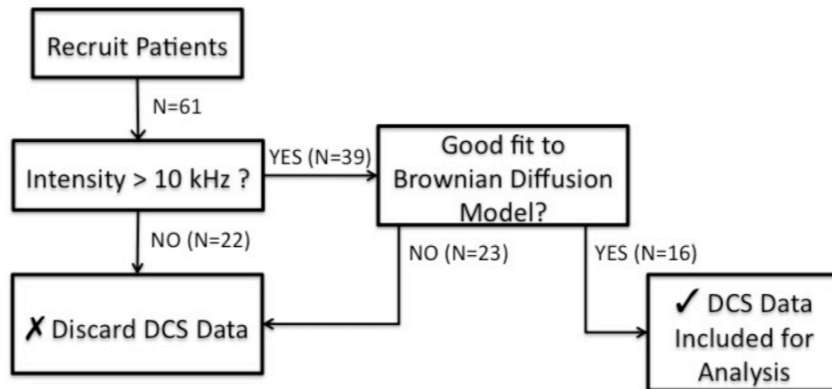 Recruit Patients
N=61
Intensity > 10 kHz ?
YES (N=39)
Good fit to
Brownian Diffusion
Model?
NO (N=22)
NO (N=23)
YES (N=16)
✗ Discard DCS Data
✓ DCS Data
Included for
Analysis